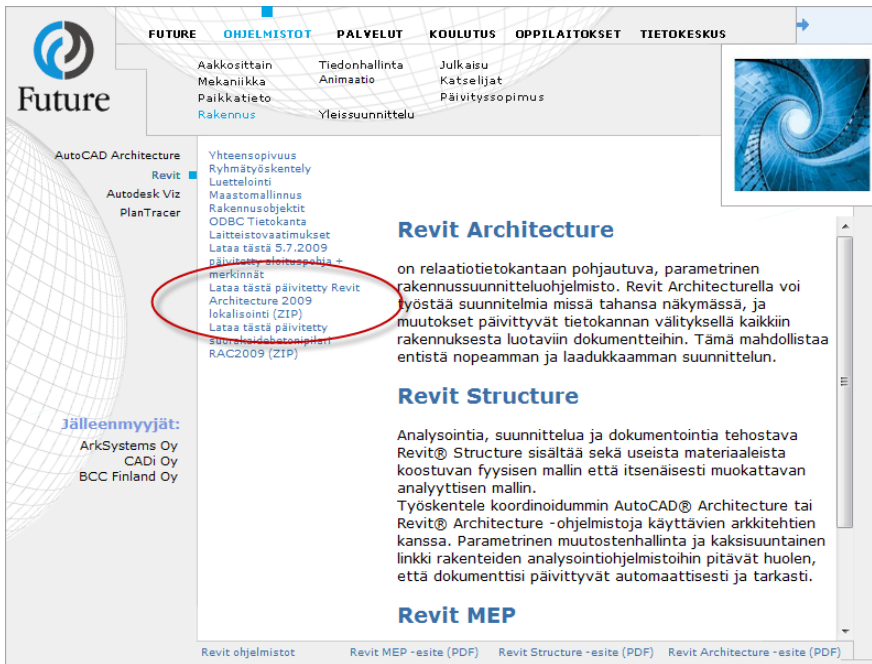 FUTURE OHJELMISTOT PALVELUT KOULUTUS OPPILAITOKSET TIETOKESKUS
Future
Aakkosittain Tiedonhallinta Julkaisu
Mekaniikka Animaatio Katselijat
Paikkatieto Päivityssopimus
Rakennus Yleissuunnittelu
AutoCAD Architecture
Revit
Autodesk Viz
PlanTracer
Yhteensopivuus
Ryhmätyöskentely
Luettelointi
Maastomallinnus
Rakennusobjektit
ODBC Tietokanta
Laitteistovaatimukset
Lataa tästä 5.7.2009
päivitetty aloituspohja +
merkinnät
Lataa tästä päivitetty Revit
Architecture 2009
lokalisointi (ZIP)
Lataa tästä päivitetty
suorakaidebetonipilari
RAC2009 (ZIP)
Jälleenmyyjät:
ArkSystems Oy
CADi Oy
BCC Finland Oy
Revit Architecture
on relaatiotietokantaan pohjautuva, parametrinen
rakennussuunnitteluohjelmisto. Revit Architecturella voi
työstää suunnitelmia missä tahansa näkymässä, ja
muutokset päivittyvät tietokannan välityksellä kaikkiin
rakennuksesta luotaviin dokumentteihin. Tämä mahdollistaa
entistä nopeamman ja laadukkaamman suunnittelun.
Revit Structure
Analysointia, suunnittelua ja dokumentointia tehostava
Revit® Structure sisältää sekä useista materiaaleista
koostuvan fyysisen mallin että itsenäisesti muokattavan
analyyttisen mallin.
Työskentele koordinoidummin AutoCAD® Architecture tai
Revit® Architecture -ohjelmistoja käyttävien arkkitehtien
kanssa. Parametrinen muutostenhallinta ja kaksisuuntainen
linkki rakenteiden analysointiohjelmistoihin pitävät huolen,
että dokumenttisi päivittyvät automaattisesti ja tarkasti.
Revit MEP
Revit ohjelmistot Revit MEP -esite (PDF) Revit Structure -esite (PDF) Revit Architecture -esite (PDF)